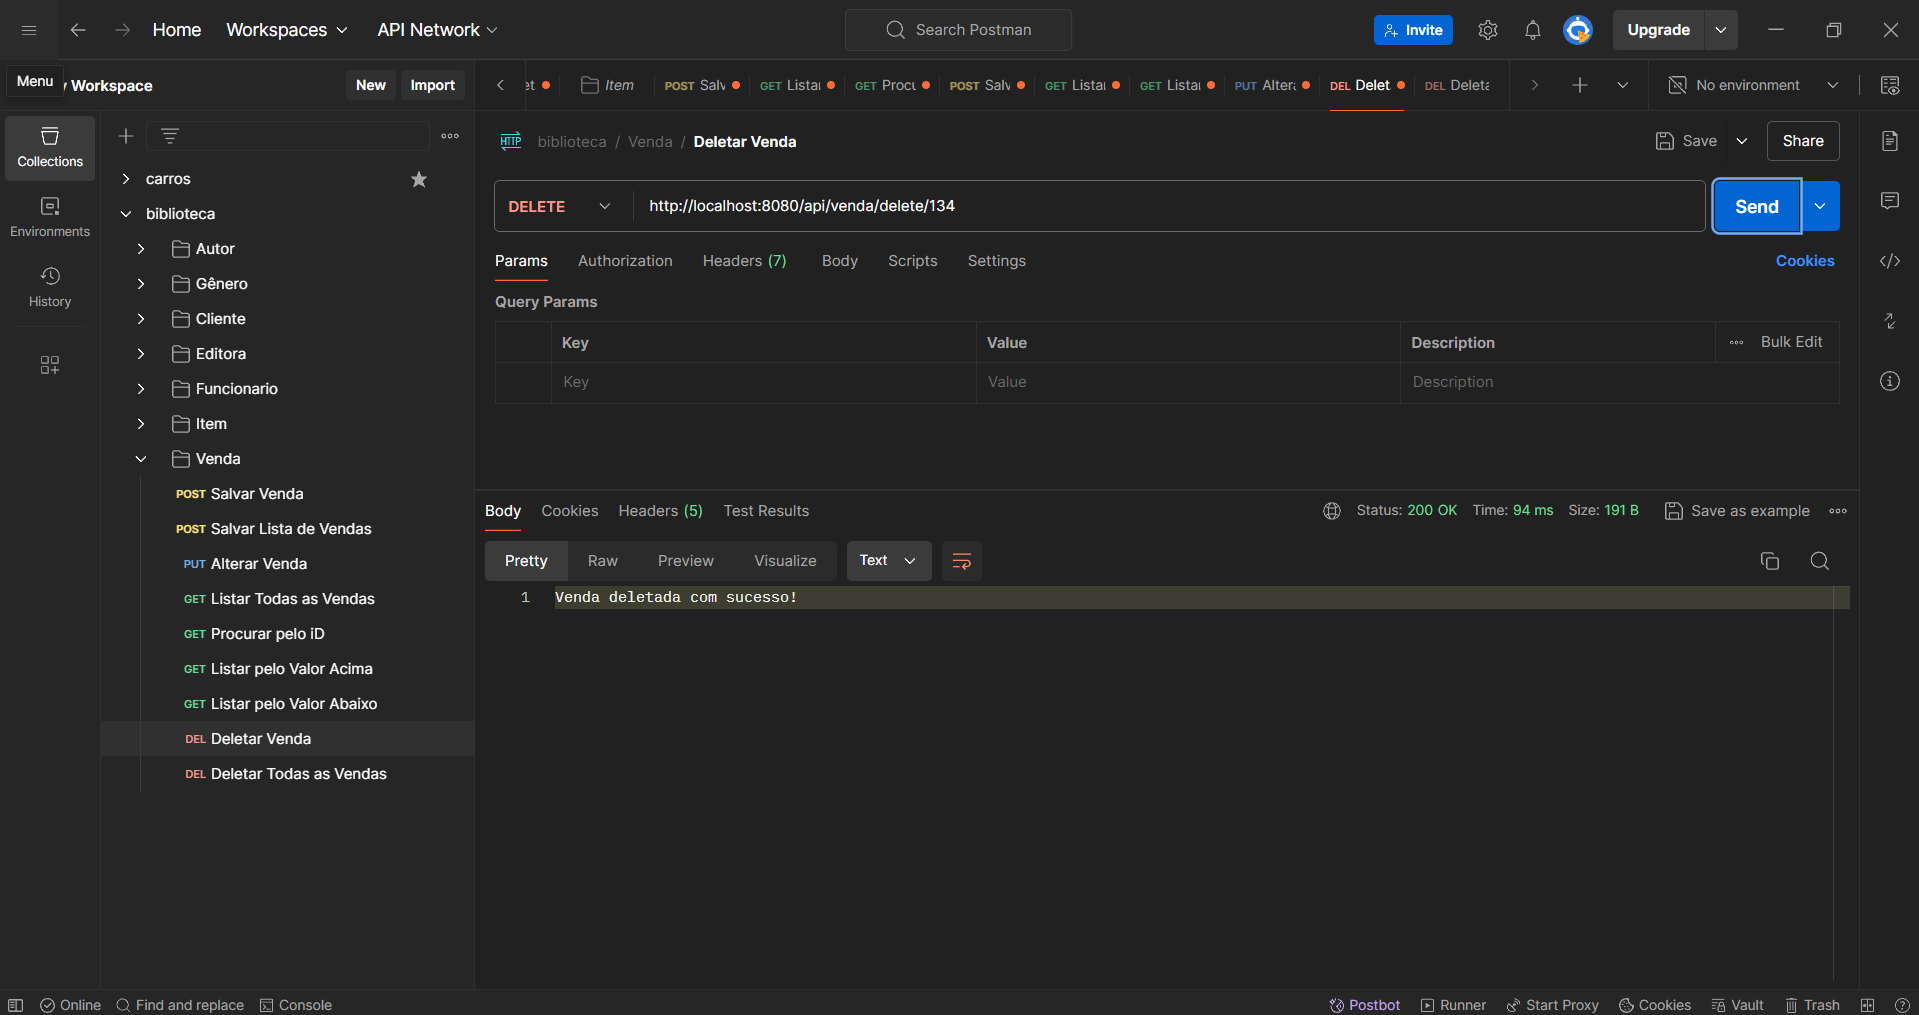 Home
Workspaces
API Network
Search Postman
Invite
Upgrade
Menu
Workspace
New
Import
Item
POST Salv
GET Listar
GET Procu
POST Salv
GET Listar
GET Listar
PUT Altera
DEL Delet
DEL Deleta
No environment
Collections
Environments
History
carros
biblioteca
Autor
Gênero
Cliente
Editora
Funcionario
Item
Venda
POST Salvar Venda
POST Salvar Lista de Vendas
PUT Alterar Venda
GET Listar Todas as Vendas
GET Procurar pelo iD
GET Listar pelo Valor Acima
GET Listar pelo Valor Abaixo
DEL Deletar Venda
DEL Deletar Todas as Vendas
HTTP biblioteca / Venda / Deletar Venda
Save
Share
DELETE
http://localhost:8080/api/venda/delete/134
Send
Params
Authorization
Headers (7)
Body
Scripts
Settings
Cookies
Query Params
Key
Value
Description
Bulk Edit
Key
Value
Description
Body
Cookies
Headers (5)
Test Results
Status: 200 OK
Time: 94 ms
Size: 191 B
Save as example
Pretty
Raw
Preview
Visualize
Text
1 Venda deletada com sucesso!
Online
Find and replace
Console
Postbot
Runner
Start Proxy
Cookies
Vault
Trash